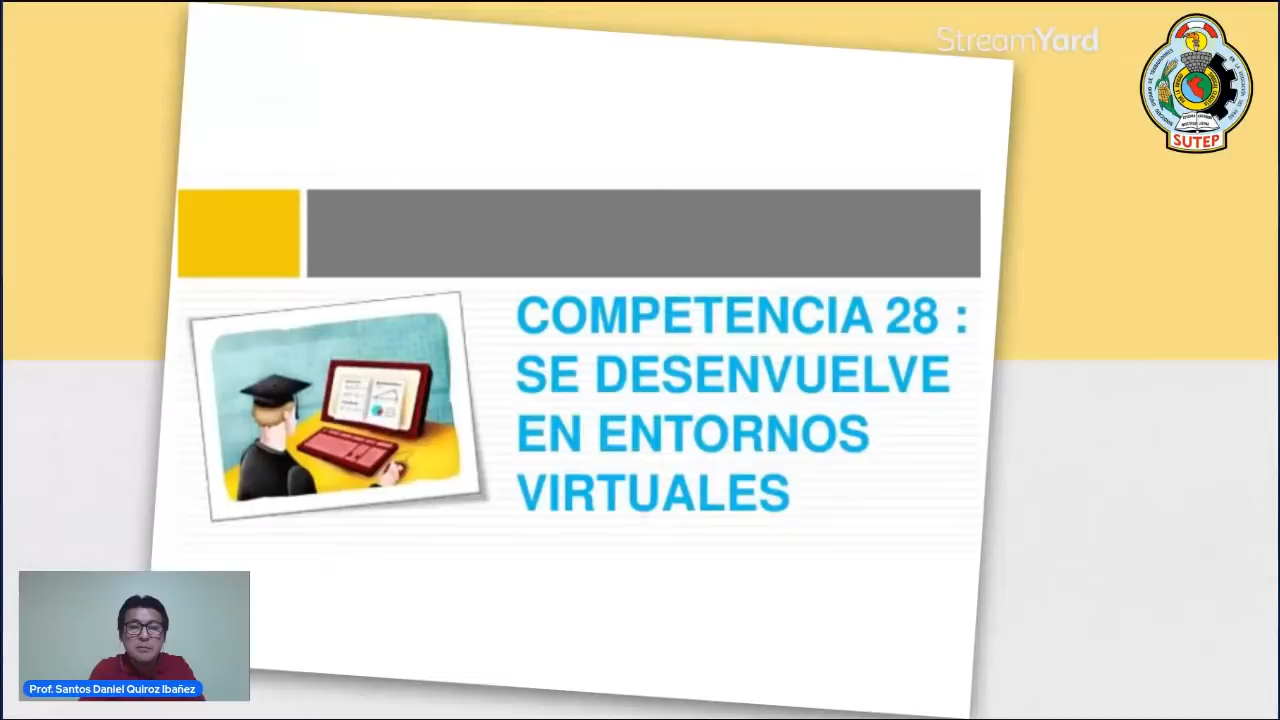 StreamYard
SUTEP
COMPETENCIA 28 :
SE DESENVUELVE
EN ENTORNOS
VIRTUALES
Prof. Santos Daniel Quiroz Ibañez